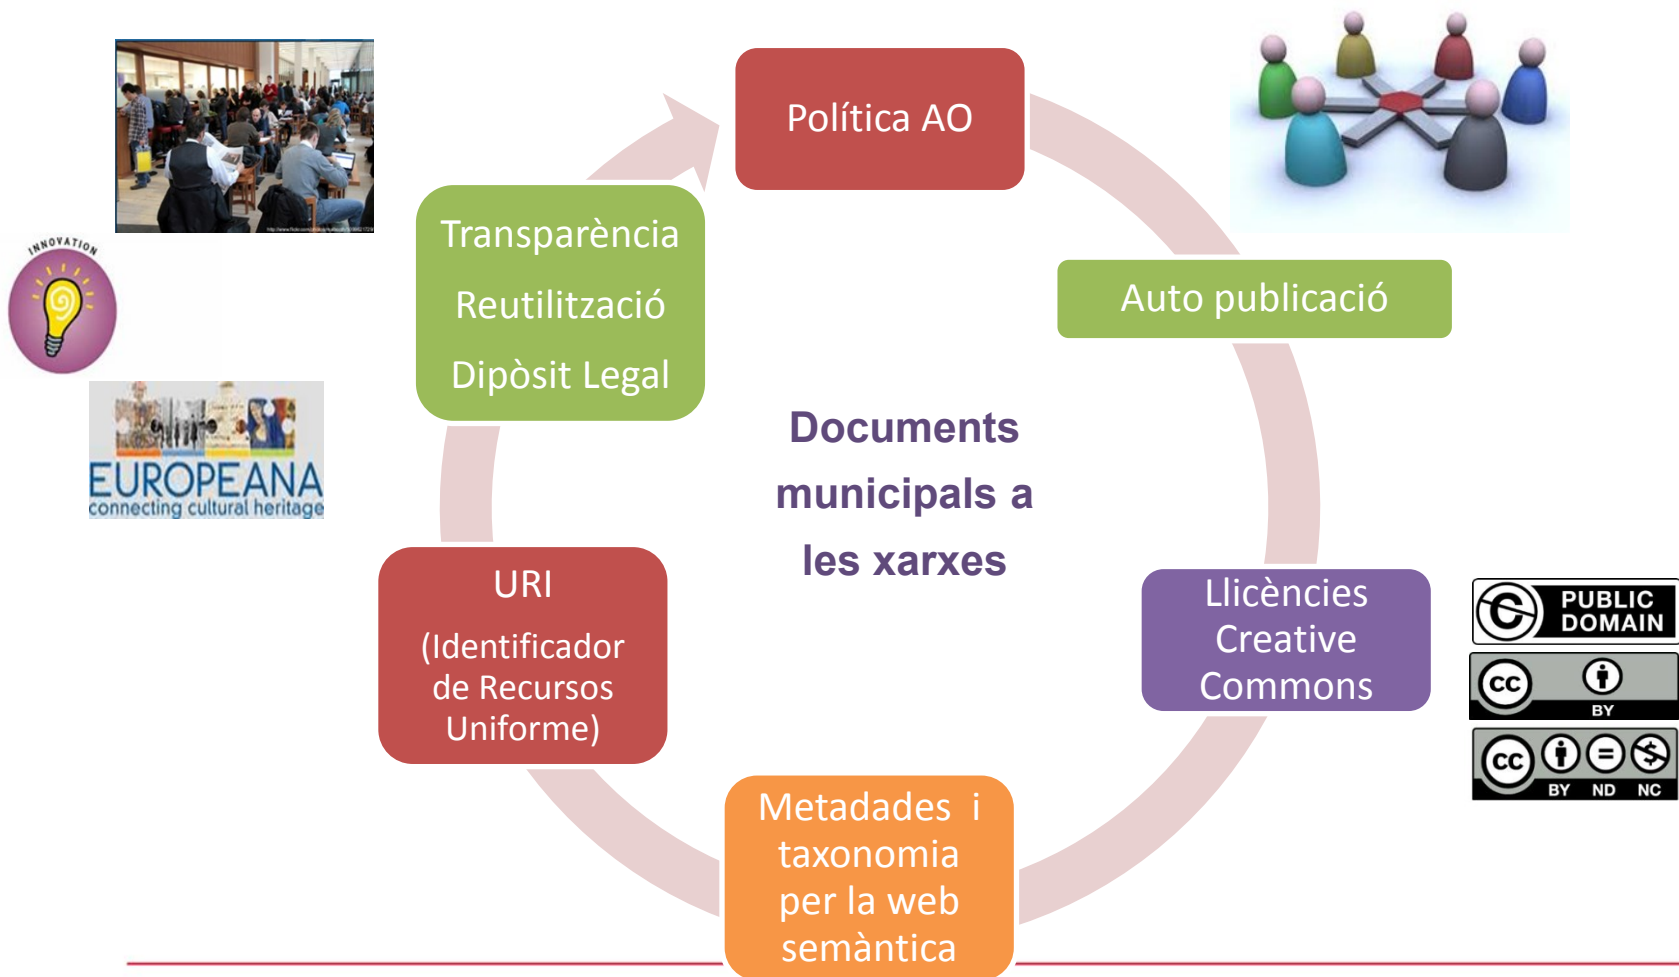 Política AO
Auto publicació
Llicències
Creative
Commons
PUBLIC
DOMAIN
CC
BY
CC
BY ND NC
Metadades i
taxonomia
per la web
semàntica
URI
(Identificador
de Recursos
Uniforme)
Transparència
Reutilització
Dipòsit Legal
Documents
municipals a
les xarxes
INNOVATION
EUROPEANA
connecting cultural heritage